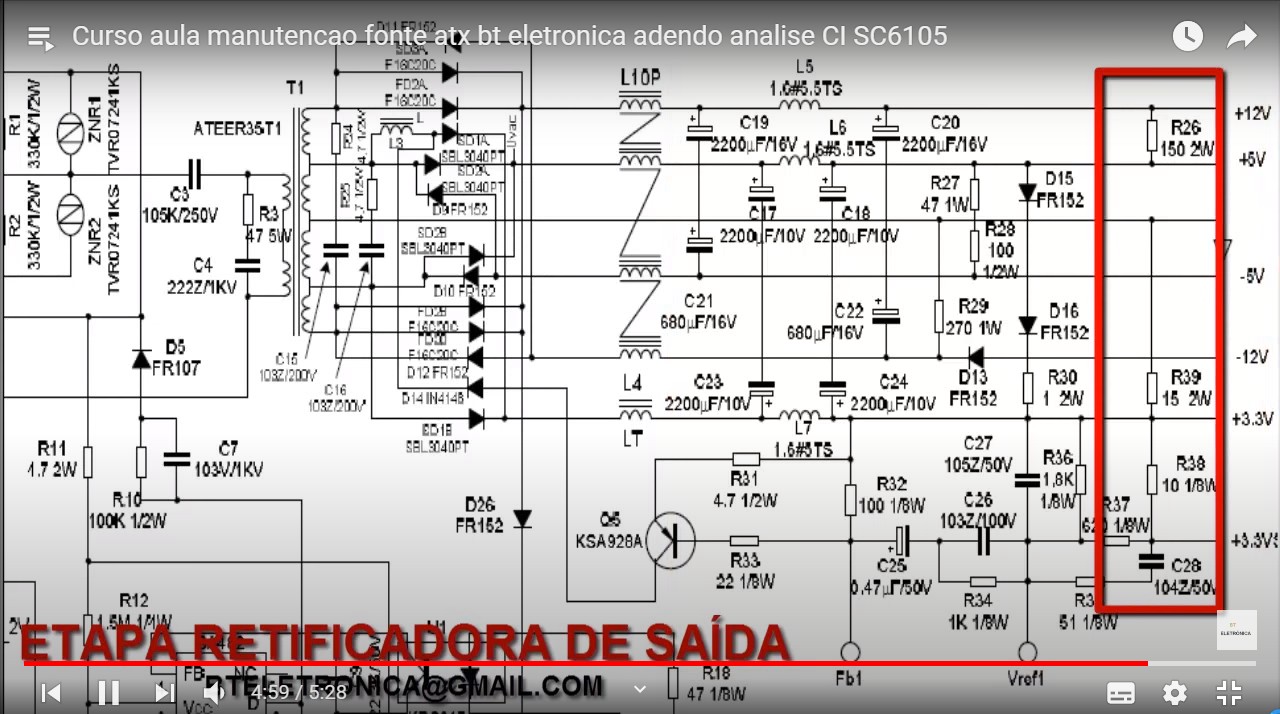 Curso aula manutencao fonte atx bt eletronica adendo analise CI SC6105
D11 FR152
SD3A
F16C20C
FD2A
F16C20C
T1
R1
330K/1/2W
ZNR1
TVR07241KS
R2
330K/1/2W
ZNR2
TVR07241KS
ATEER35T1
C3
105K/250V
R3
47 5W
C4
222Z/1KV
4.7 1/2W
R25
4.7 1/2W
L
L3
SD1A
SBL3040PT
SD2A
SBL3040PT
D9 FR152
SD2B
SBL3040PT
D10 FR152
FD2B
F16C20C
F16C20C
D12 FR152
D14 IN4148
SD1B
SBL3040PT
C15
103Z/200V
C16
103Z/200V
L10P
L5
1.6#5.5TS
C19
2200µF/16V
L6
1.6#5.5TS
C20
2200µF/16V
C17
2200µF/10V
C18
2200µF/10V
R27
47 1W
R28
100
1/2W
D15
FR152
R26
150 2W
+12V
+5V
-5V
-12V
+3.3V
C21
680µF/16V
C22
680µF/16V
R29
270 1W
D16
FR152
D13
FR152
R30
1 2W
R39
15 2W
L4
LT
C23
2200µF/10V
C24
2200µF/10V
L7
1.6#5TS
D5
FR107
R11
4.7 2W
C7
103V/1KV
R10
100K 1/2W
D26
FR152
Q5
KSA928A
R31
4.7 1/2W
R33
22 1/8W
R32
100 1/8W
C27
105Z/50V
C26
103Z/100V
R36
1,8K
1/8W
R38
10 1/8W
R37
620 1/8W
C25
0.47µF/50V
C28
104Z/50V
R34
1K 1/8W
51 1/8W
R12
1.5M 1/4W
ETAPA RETIFICADORA DE SAÍDA
BTELETRONICA@GMAIL.COM
FB
NC
Vcc
D
R18
47 1/8W
Fb1
Vref1
ELETRONICA
4:59 / 5:28